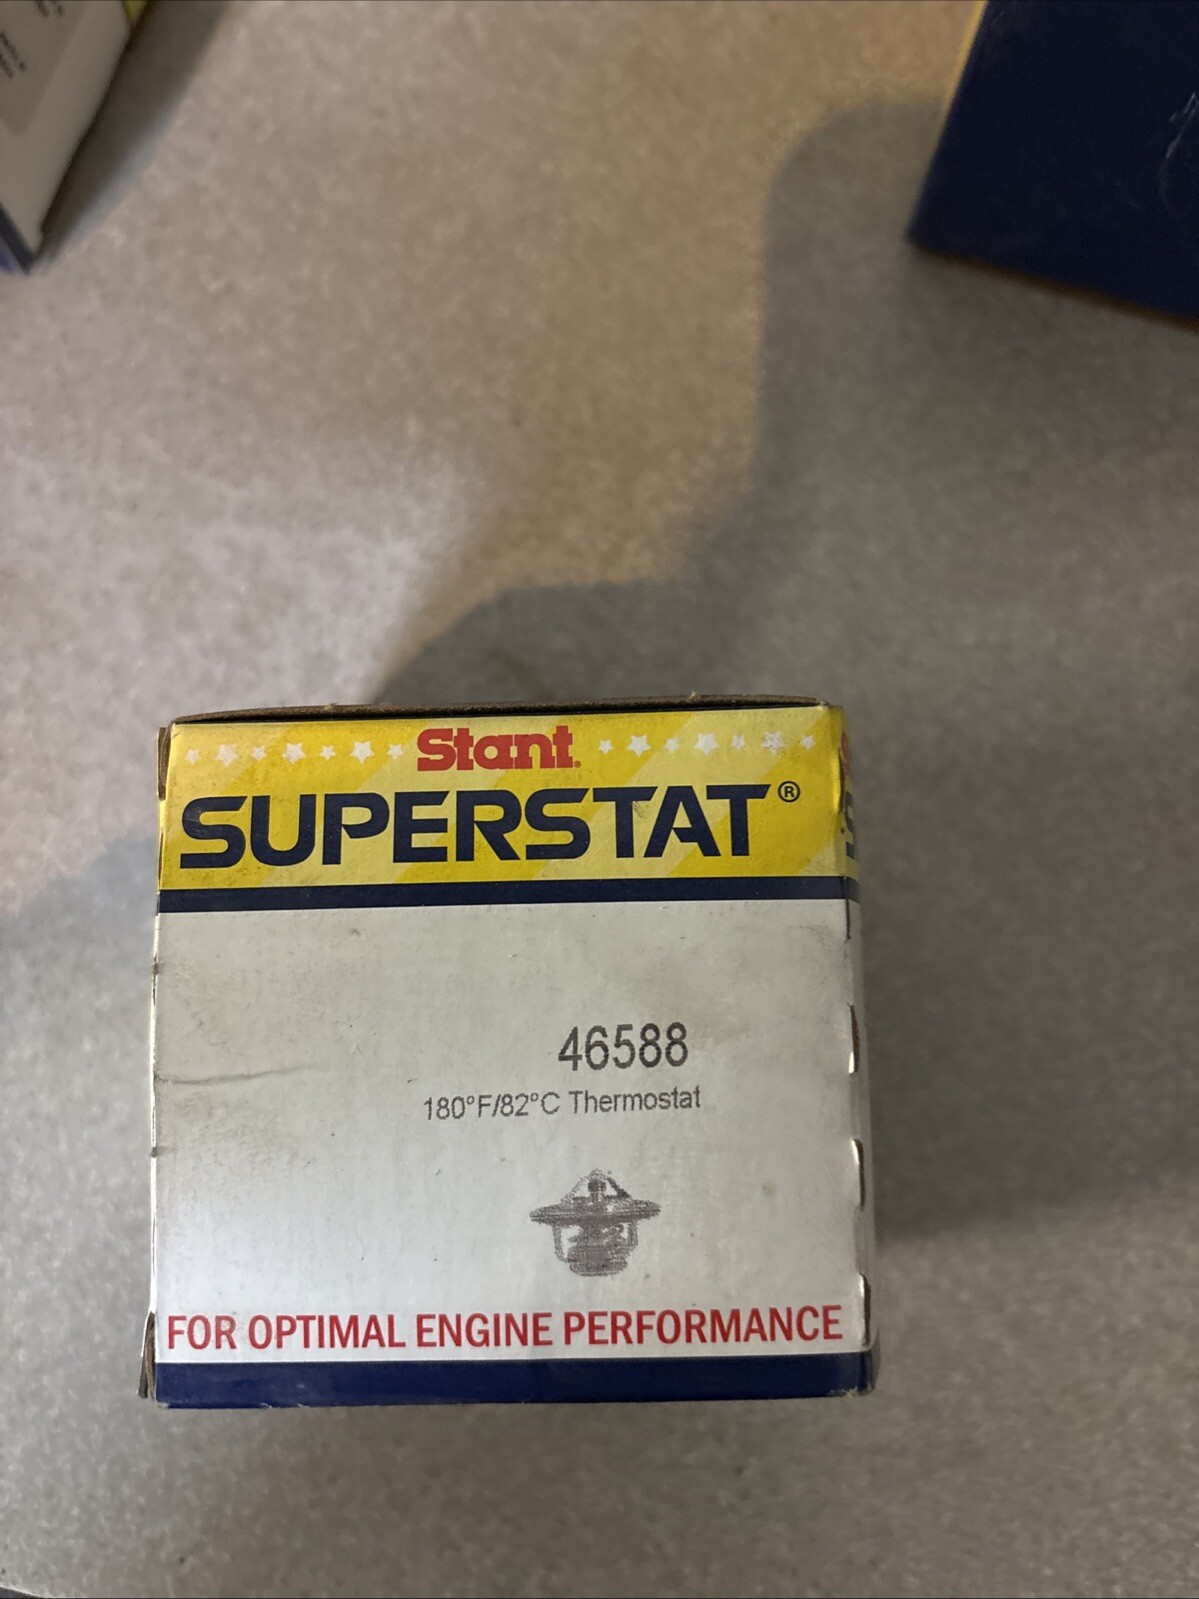 Stant.
SUPERSTAT®
46588
180°F/82°C Thermostat
FOR OPTIMAL ENGINE PERFORMANCE